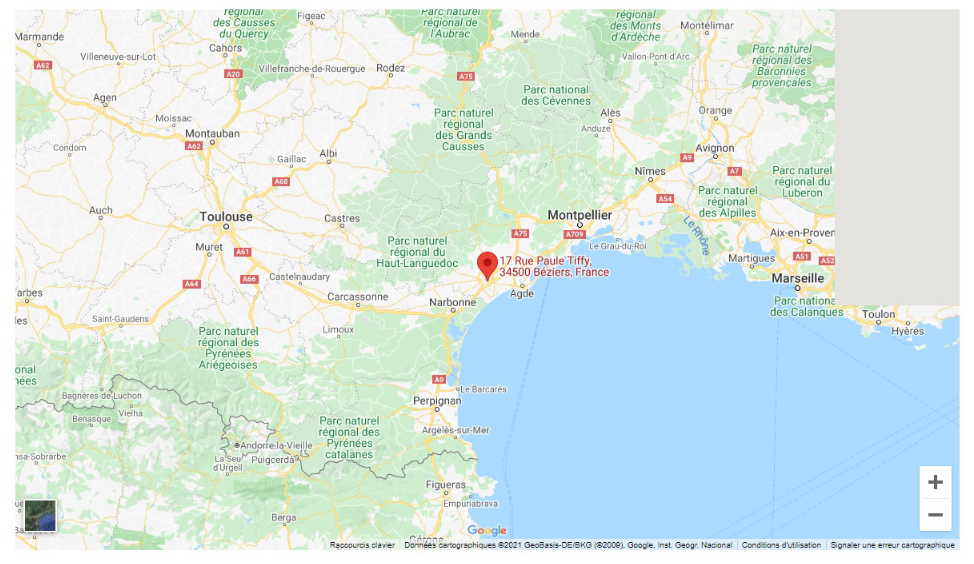 régional
des Causses
du Quercy
Figeac
Parc naturel
régional de
l'Aubrac
régional
des Monts
d'Ardèche
Montélimar
Marmande
Mende
Cahors
Villeneuve-sur-Lot
Vallon-Pont-d'Arc
Parc naturel
régional des
Baronnies
provençales
A62
A20
Villefranche-de-Rouergue
Rodez
A75
Parc national
des Cévennes
Agen
Moissac
Parc naturel
régional
des Grands
Causses
Alès
Orange
Anduze
Montauban
A62
Condom
Gaillac
Albi
Avignon
A9
A7
Nîmes
A68
Parc naturel
régional du
Luberon
A54
Parc naturel
régional
des Alpilles
Auch
Toulouse
Castres
Montpellier
Le Rhône
A75
A709
Le Grau-du-Roi
Aix-en-Proven
Muret
A61
Parc naturel
régional du
Haut-Languedoc
17 Rue Paule Tiffy,
34500 Béziers, France
Martigues
A51
A52
A64
A66
Castelnaudary
Marseille
Tarbes
Carcassonne
Narbonne
Agde
Parc nationa
des Calanques
Toulon
Hyères
les
Saint-Gaudens
Limoux
Parc naturel
régional des
Pyrénées
Ariégeoises
onal
nées
A9
Le Barcarès
Bagnères-de-Luchon
Perpignan
Benasque
Vielha
Parc naturel
régional des
Pyrénées
catalanes
Argelès-sur-Mer
Andorre-la-Vieille
nsa-Sobrarbe
La Seu
d'Urgell
Puigcerdà
Figueras
Empuriabrava
Berga
Google
Gérone
Raccourcis clavier
Données cartographiques ©2021 GeoBasis-DE/BKG (©2009), Google, Inst. Geogr. Nacional
Conditions d'utilisation
Signaler une erreur cartographique